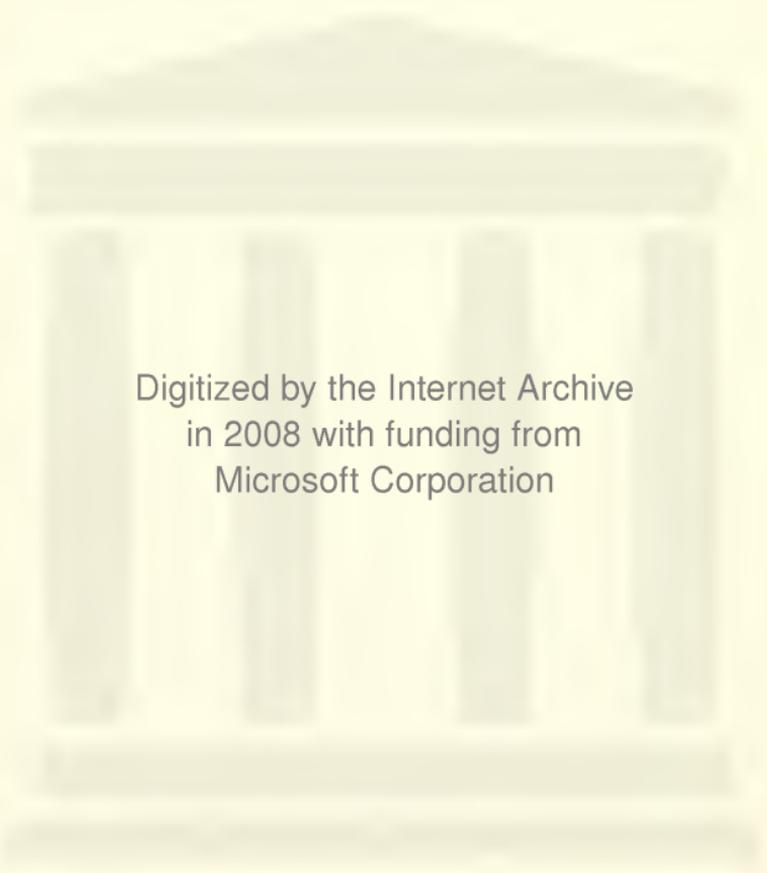 Digitized by the Internet Archive
in 2008 with funding from
Microsoft Corporation